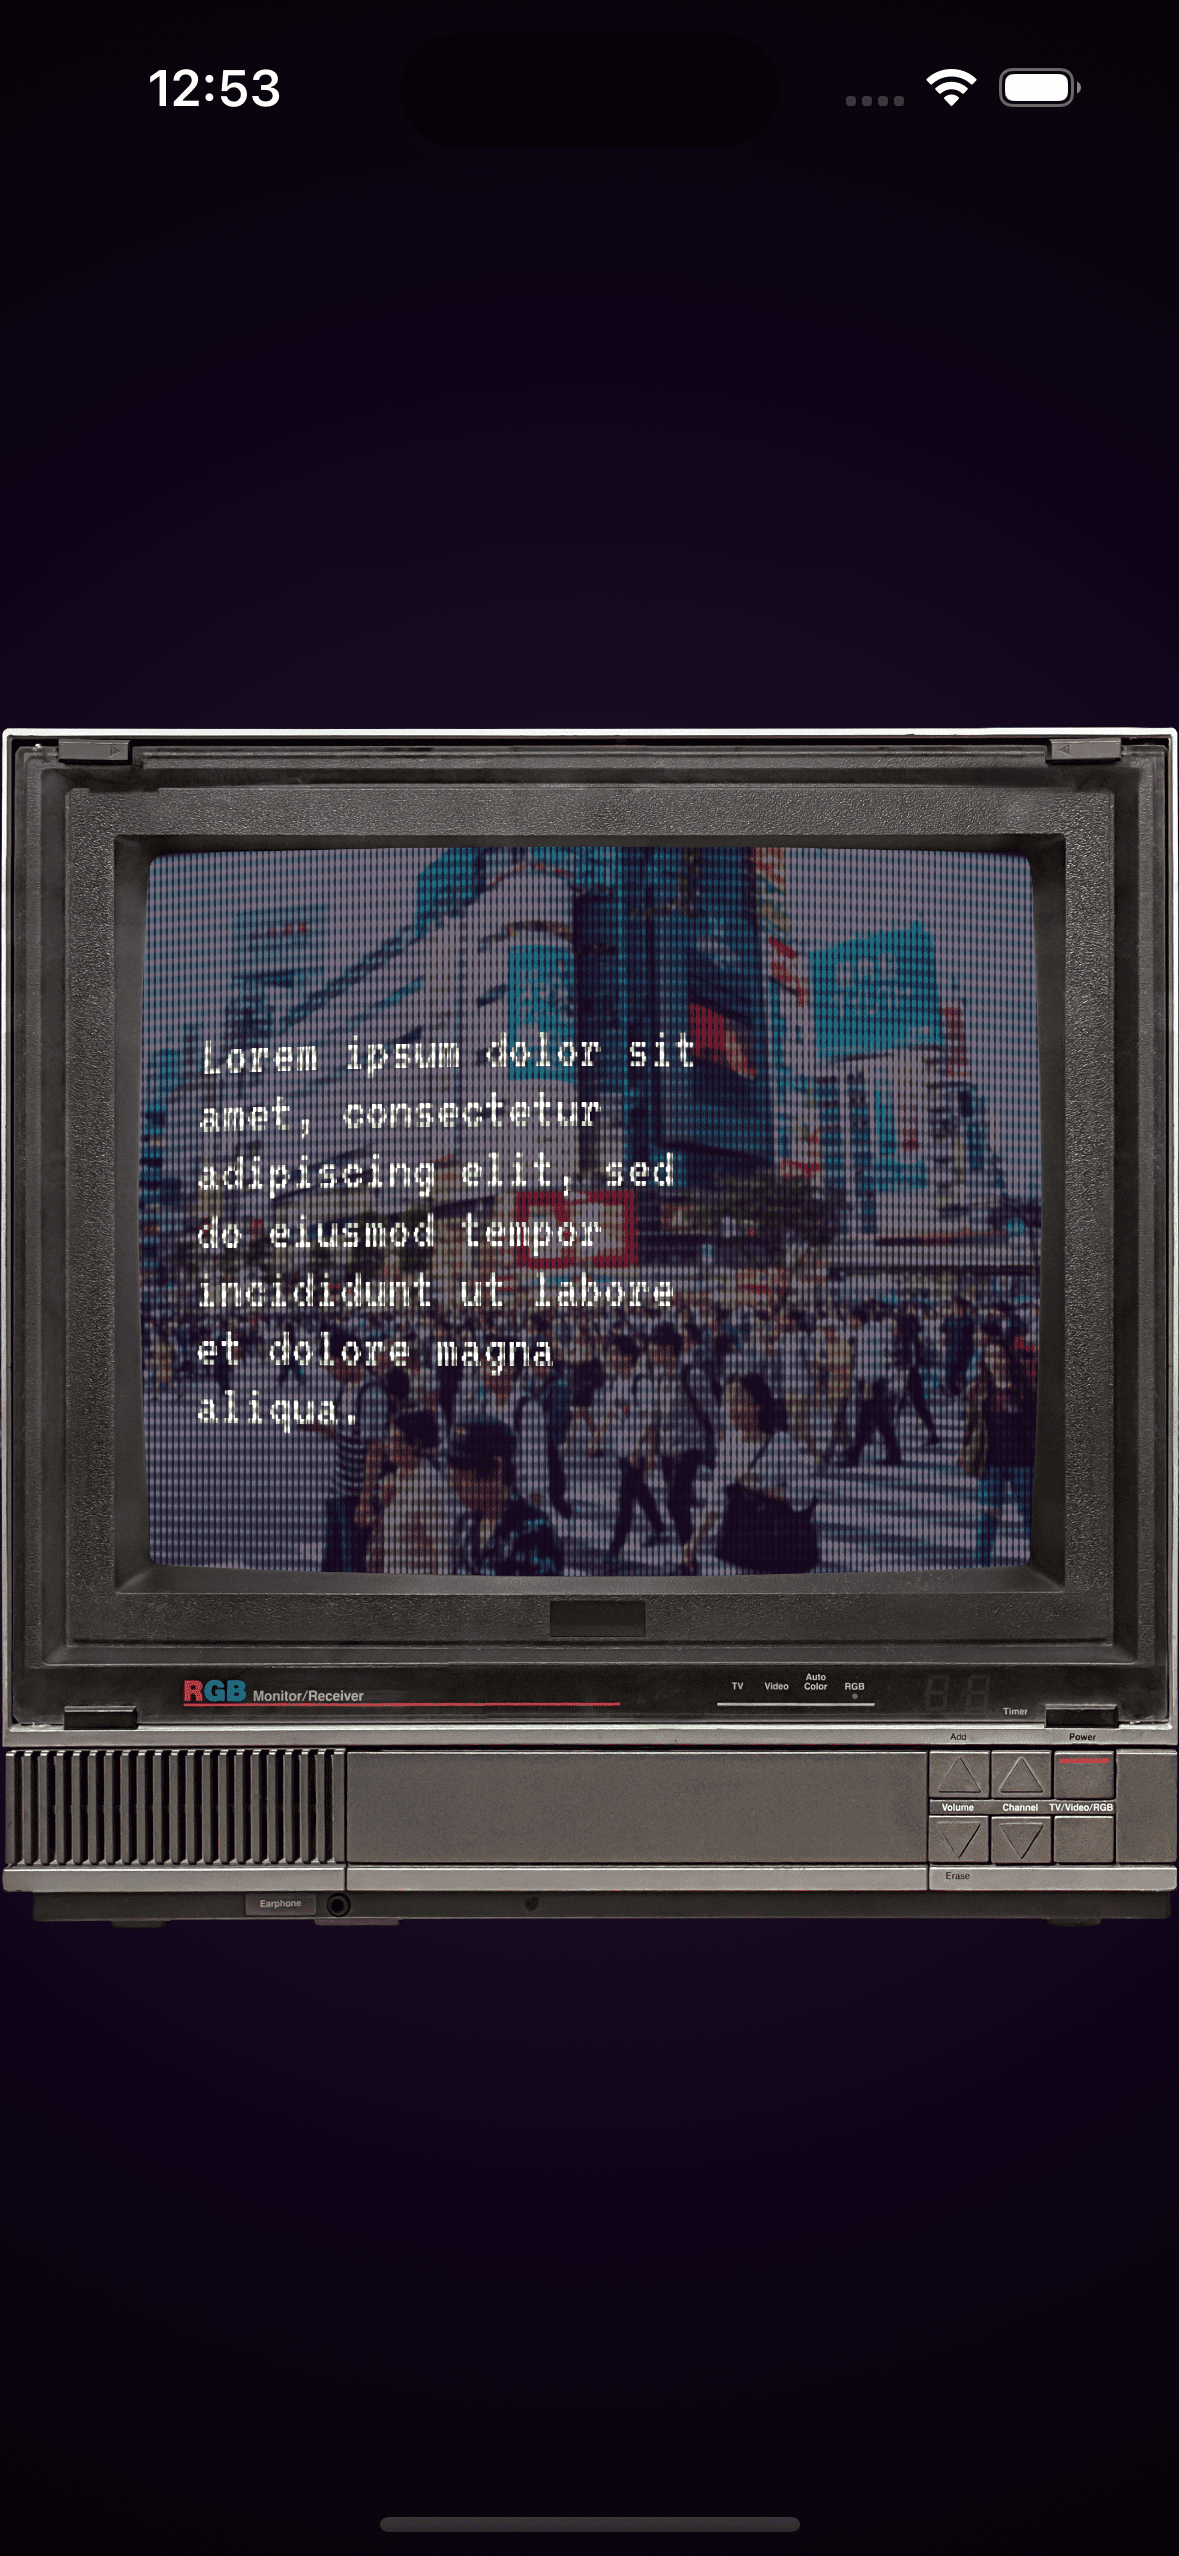 12:53
Lorem ipsum dolor sit
amet, consectetur
adipiscing elit, sed
do eiusmod tempor
incididunt ut labore
et dolore magna
aliqua.
RGB Monitor/Receiver
TV Video Auto Color RGB
Timer
Add Power
Volume Channel TV/Video/RGB
Erase
Earphone